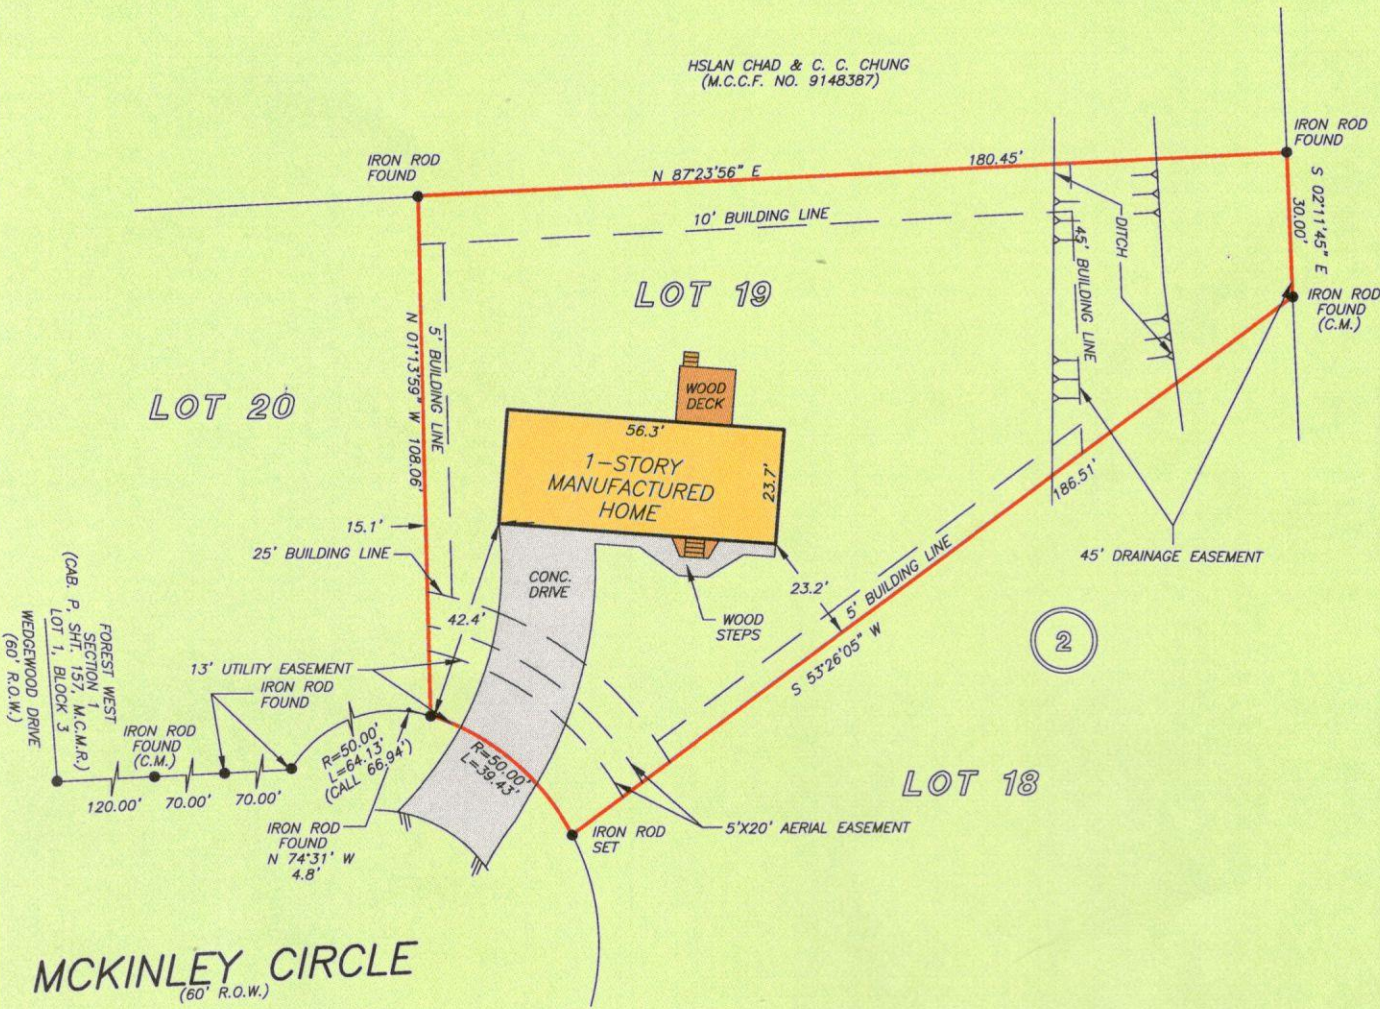 HSLAN CHAD & C. C. CHUNG
(M.C.C.F. NO. 9148387)
IRON ROD
FOUND
IRON ROD
FOUND
N 87°23'56" E
180.45'
S 02°11'45" E
30.00'
10' BUILDING LINE
DITCH
45' BUILDING LINE
LOT 19
IRON ROD
FOUND
(C.M.)
N 01°13'59" W 108.06'
5' BUILDING LINE
LOT 20
WOOD
DECK
56.3'
1-STORY
MANUFACTURED
HOME
23.7'
186.51'
15.1'
25' BUILDING LINE
45' DRAINAGE EASEMENT
CONC.
DRIVE
23.2'
5' BUILDING LINE
42.4'
WOOD
STEPS
S 53°26'05" W
2
FOREST WEST
SECTION 1
(CAB. P, SHT. 157, M.C.M.R.)
LOT 1, BLOCK 3
WEDGEWOOD DRIVE
(60' R.O.W.)
13' UTILITY EASEMENT
IRON ROD
FOUND
IRON ROD
FOUND
(C.M.)
120.00'
70.00'
70.00'
R=50.00'
L=64.13'
(CALL 66.94')
R=50.00'
L=39.43'
LOT 18
IRON ROD
FOUND
N 74°31' W
4.8'
IRON ROD
SET
5'X20' AERIAL EASEMENT
MCKINLEY CIRCLE
(60' R.O.W.)